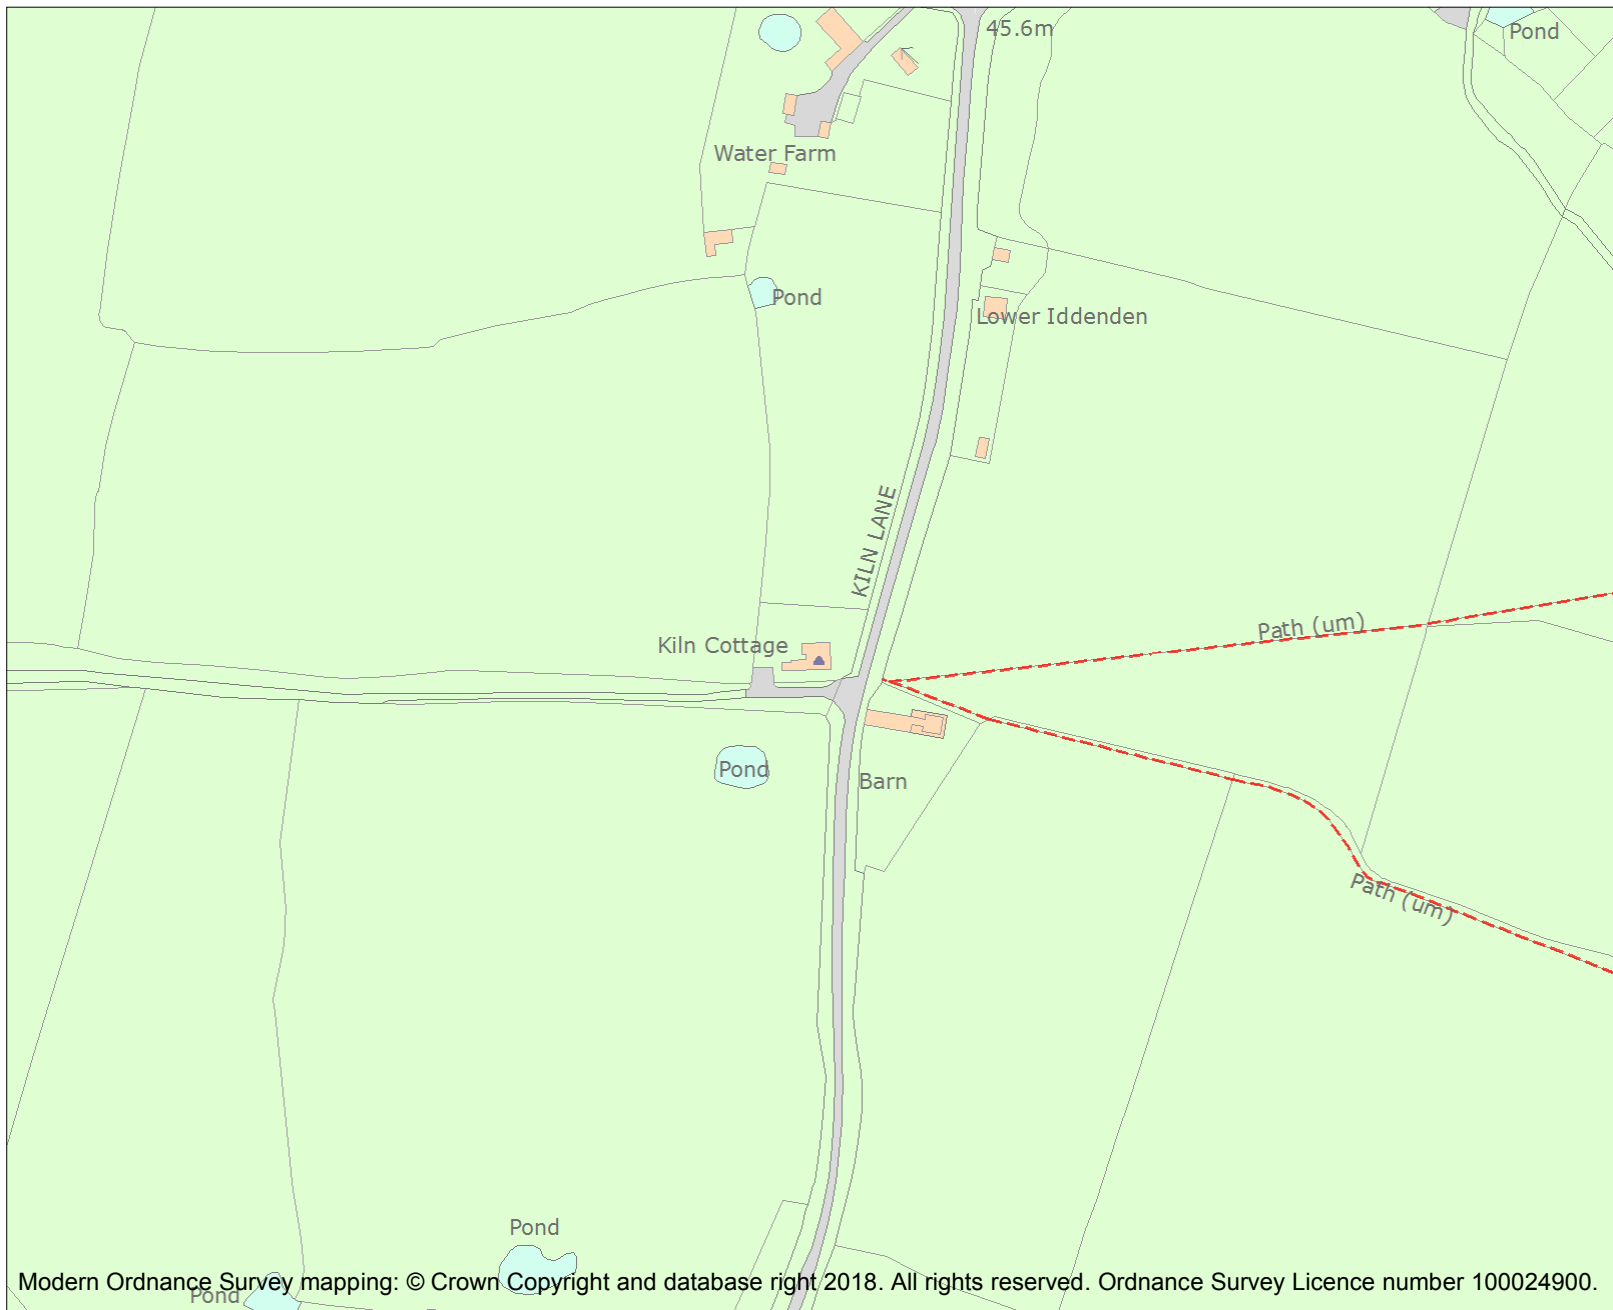 45.6m
Pond
Water Farm
Pond
Lower Iddenden
KILN LANE
Path (um)
Kiln Cottage
Pond
Barn
Path (um)
Pond
Modern Ordnance Survey mapping: © Crown Copyright and database right 2018. All rights reserved. Ordnance Survey Licence number 100024900.
Pond